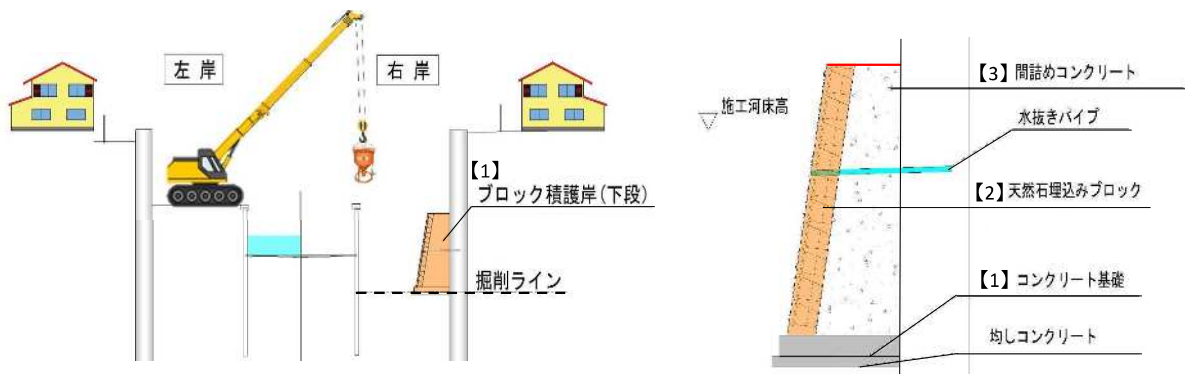 左岸
右岸
【1】
ブロック積護岸(下段)
掘削ライン
【3】間詰めコンクリート
施工河床高
水抜きパイプ
【2】天然石埋込みブロック
【1】コンクリート基礎
均しコンクリート